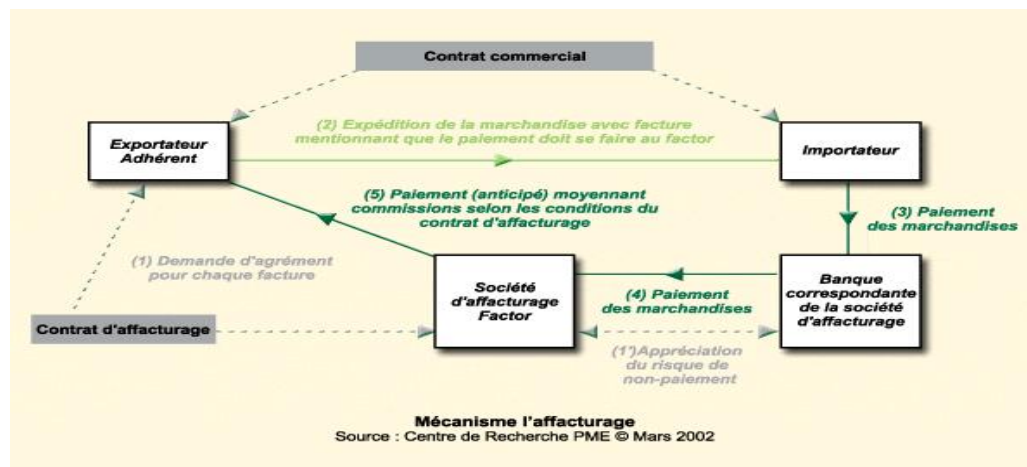 Contrat commercial
(2) Expédition de la marchandise avec facture
mentionnant que le paiement doit se faire au factor
Exportateur
Adhérent
Importateur
(5) Paiement (anticipé) moyennant
commissions selon les conditions du
contrat d'affacturage
(3) Paiement
des marchandises
(1) Demande d'agrément
pour chaque facture
Société
d'affacturage
Factor
Banque
correspondante
de la société
d'affacturage
(4) Paiement
des marchandises
Contrat d'affacturage
(1')Appréciation
du risque de
non-paiement
Mécanisme l'affacturage
Source : Centre de Recherche PME © Mars 2002